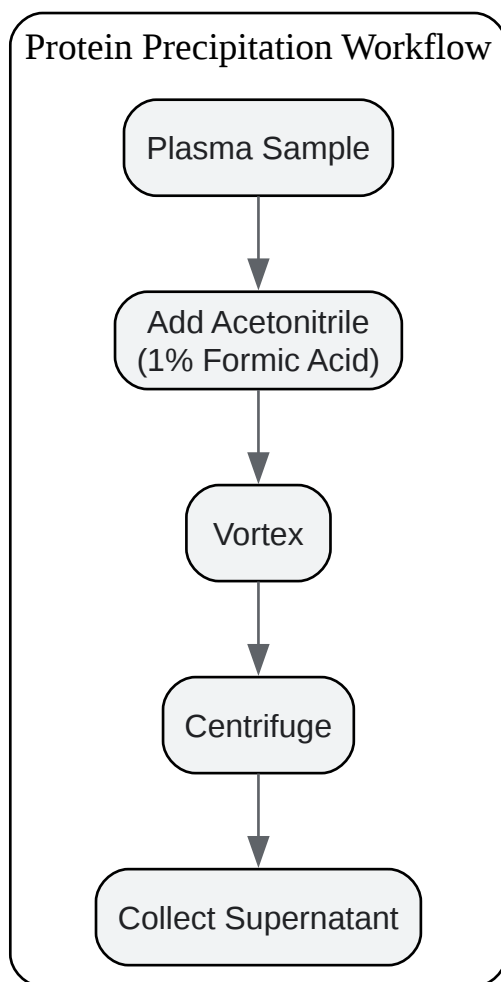 Protein Precipitation Workflow
Plasma Sample
Add Acetonitrile
(1% Formic Acid)
Vortex
Centrifuge
Collect Supernatant